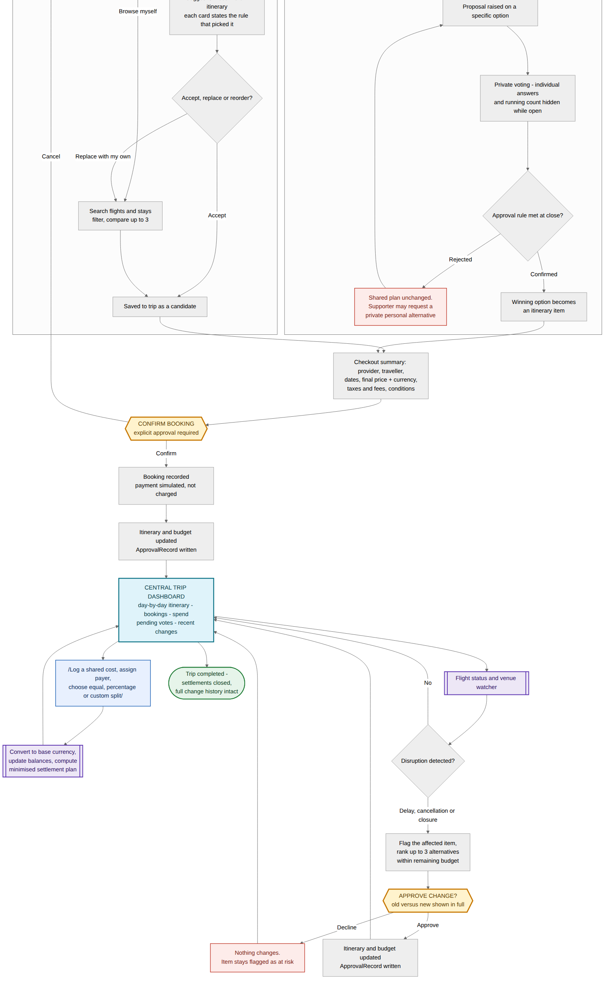 Browse myself
itinerary
each card states the rule
that picked it
Proposal raised on a
specific option
Private voting - individual
answers
and running count hidden
while open
Accept, replace or reorder?
Cancel
Replace with my own
Search flights and stays
filter, compare up to 3
Accept
Approval rule met at close?
Rejected
Confirmed
Saved to trip as a candidate
Shared plan unchanged.
Supporter may request a
private personal alternative
Winning option becomes
an itinerary item
Checkout summary:
provider, traveller,
dates, final price + currency,
taxes and fees, conditions
CONFIRM BOOKING
explicit approval required
Confirm
Booking recorded
payment simulated, not
charged
Itinerary and budget
updated
ApprovalRecord written
CENTRAL TRIP
DASHBOARD
day-by-day itinerary -
bookings - spend
pending votes - recent
changes
/Log a shared cost, assign
payer,
choose equal, percentage
or custom split/
Trip completed -
settlements closed,
full change history intact
No
Flight status and venue
watcher
Convert to base currency,
update balances, compute
minimised settlement plan
Disruption detected?
Delay, cancellation or
closure
Flag the affected item,
rank up to 3 alternatives
within remaining budget
APPROVE CHANGE?
old versus new shown in full
Decline
Approve
Nothing changes.
Item stays flagged as at risk
Itinerary and budget
updated
ApprovalRecord written